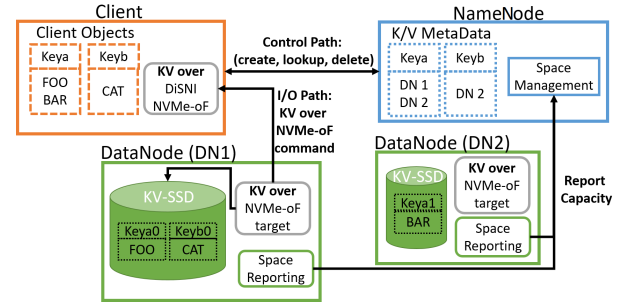 Client
Client Objects
Keya
Keyb
FOO
BAR
CAT
KV over
DiSNI
NVMe-oF
Control Path:
(create, lookup, delete)
I/O Path:
KV over
NVMe-oF
command
NameNode
K/V MetaData
Keya
Keyb
DN 1
DN 2
DN 2
Space
Management
DataNode (DN1)
KV-SSD
Keya0
Keyb0
FOO
CAT
KV over
NVMe-oF
target
Space
Reporting
DataNode (DN2)
KV-SSD
Keya1
BAR
KV over
NVMe-oF
target
Space
Reporting
Report
Capacity